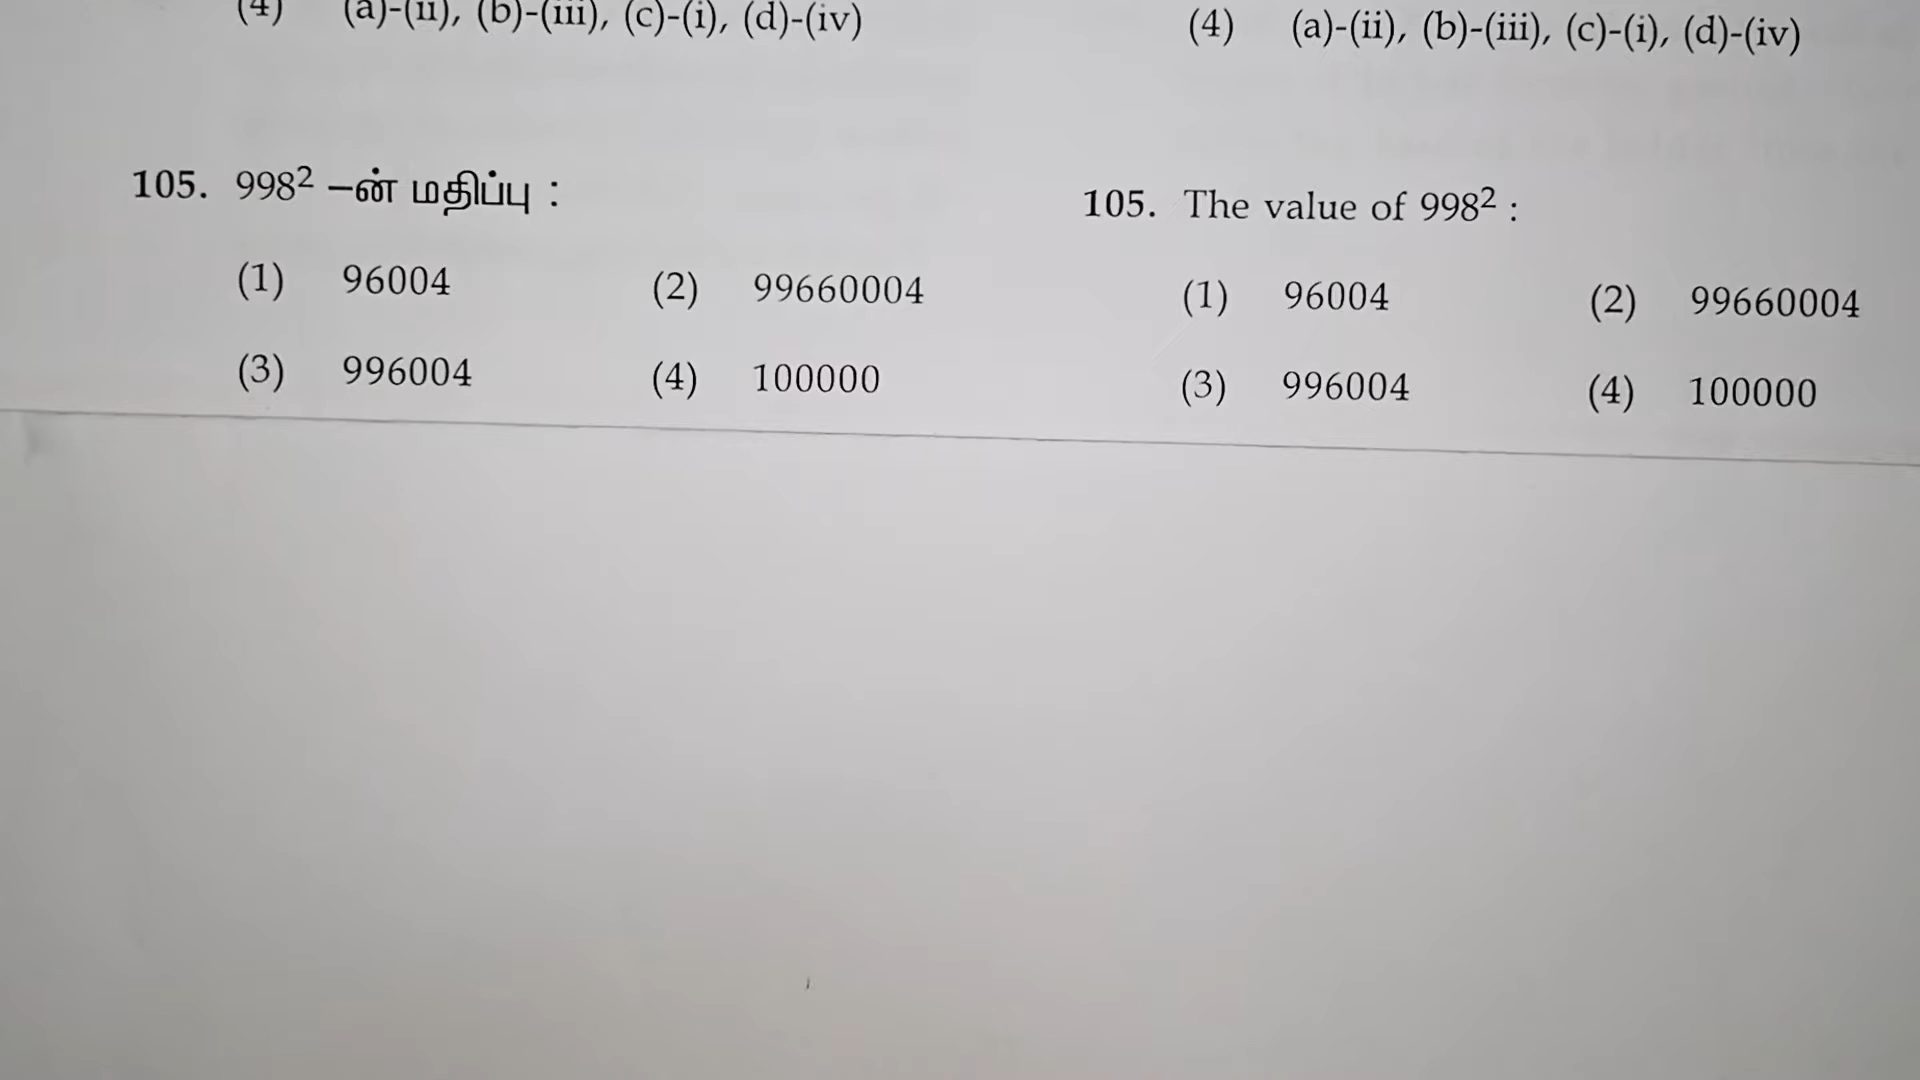 (4) (a)-(ii), (b)-(iii), (c)-(i), (d)-(iv)
105. 998² –ன் மதிப்பு :
(1) 96004 (2) 99660004
(3) 996004 (4) 100000
(4) (a)-(ii), (b)-(iii), (c)-(i), (d)-(iv)
105. The value of 998² :
(1) 96004 (2) 99660004
(3) 996004 (4) 100000